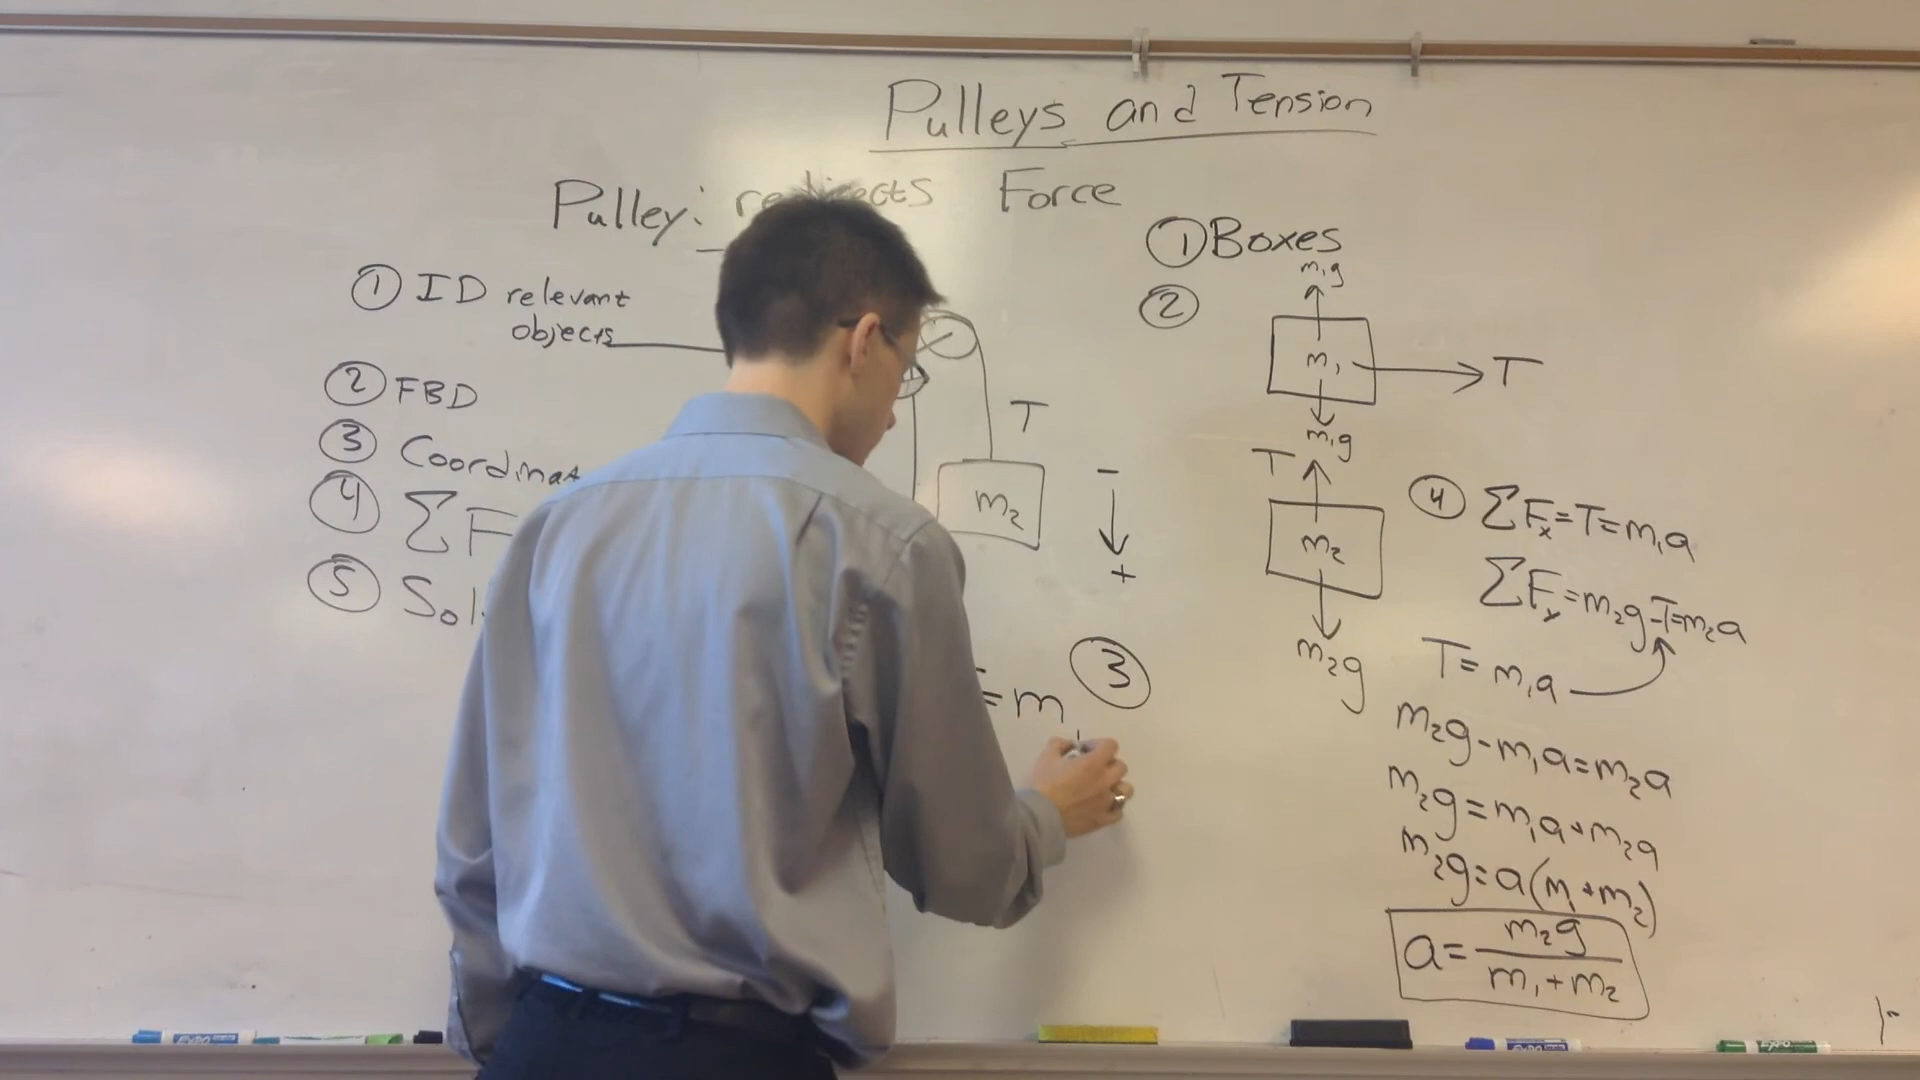 Pulleys and Tension
Pulley: redirects Force
① ID relevant
objects
② FBD
③ Coordinat
④ ΣF
⑤ Sol
T
m₂
-
+
= m
③
① Boxes
②
m₁g
m₁
T
m₁g
T
m₂
m₂g
④ ΣFₓ=T=m₁a
ΣFᵧ=m₂g-T=m₂a
T=m₁a
m₂g-m₁a=m₂a
m₂g=m₁a+m₂a
m₂g=a(m₁+m₂)
a=m₂g/m₁+m₂
EXPO